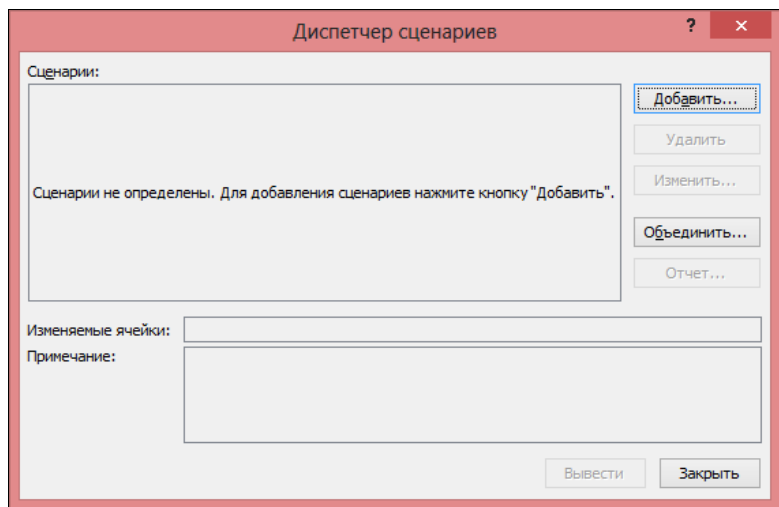 Диспетчер сценариев
?
×
Сценарии:
Сценарии не определены. Для добавления сценариев нажмите кнопку "Добавить".
Добавить...
Удалить
Изменить...
Объединить...
Отчет...
Изменяемые ячейки:
Примечание:
Вывести
Закрыть